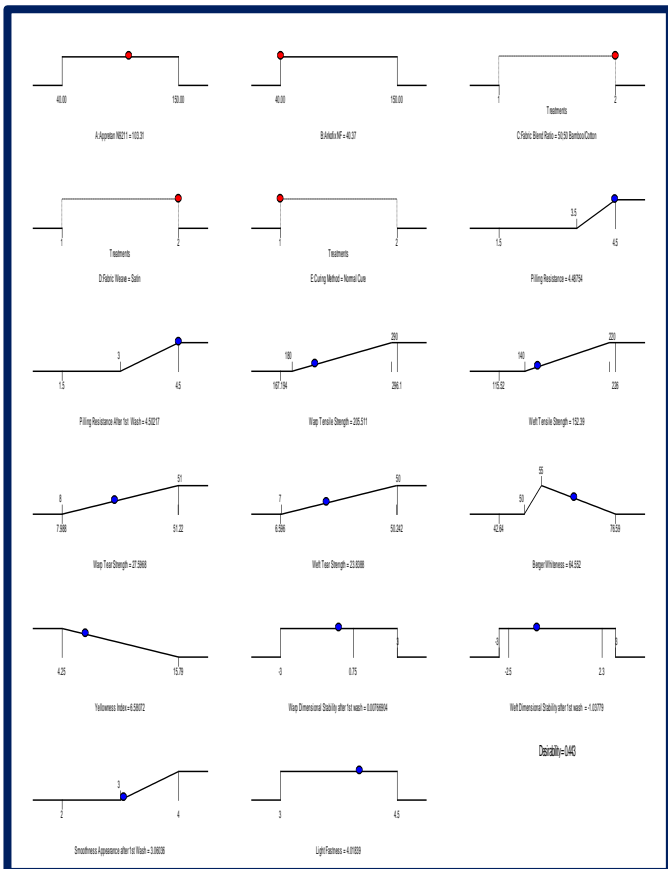 40.00 150.00
A:Appretan N9211 = 103.31
40.00 150.00
B:Arkofix NF = 40.37
1 2
Treatments
C:Fabric Blend Ratio = 50:50 Bamboo/Cotton
1 2
Treatments
D:Fabric Weave = Satin
1 2
Treatments
E:Curing Method = Normal Cure
3.5
1.5 4.5
Pilling Resistance = 4.48754
3
1.5 4.5
Pilling Resistance After 1st Wash = 4.50217
180 290
167.194 296.1
Warp Tensile Strength = 205.511
140 220
115.52 226
Weft Tensile Strength = 152.39
8 51
7.988 51.22
Warp Tear Strength = 27.5968
7 50
6.596 50.242
Weft Tear Strength = 23.8388
50 55
42.64 76.59
Berger Whiteness = 64.552
4.25 15.79
Yellowness Index = 6.58072
3
-3 0.75
Warp Dimensional Stability after 1st wash = 0.00766904
-3 3
-2.5 2.3
Weft Dimensional Stability after 1st wash = -1.03779
Desirability = 0.443
3
2 4
Smoothness Appearance after 1st Wash = 3.06036
3 4.5
Light Fastness = 4.01839